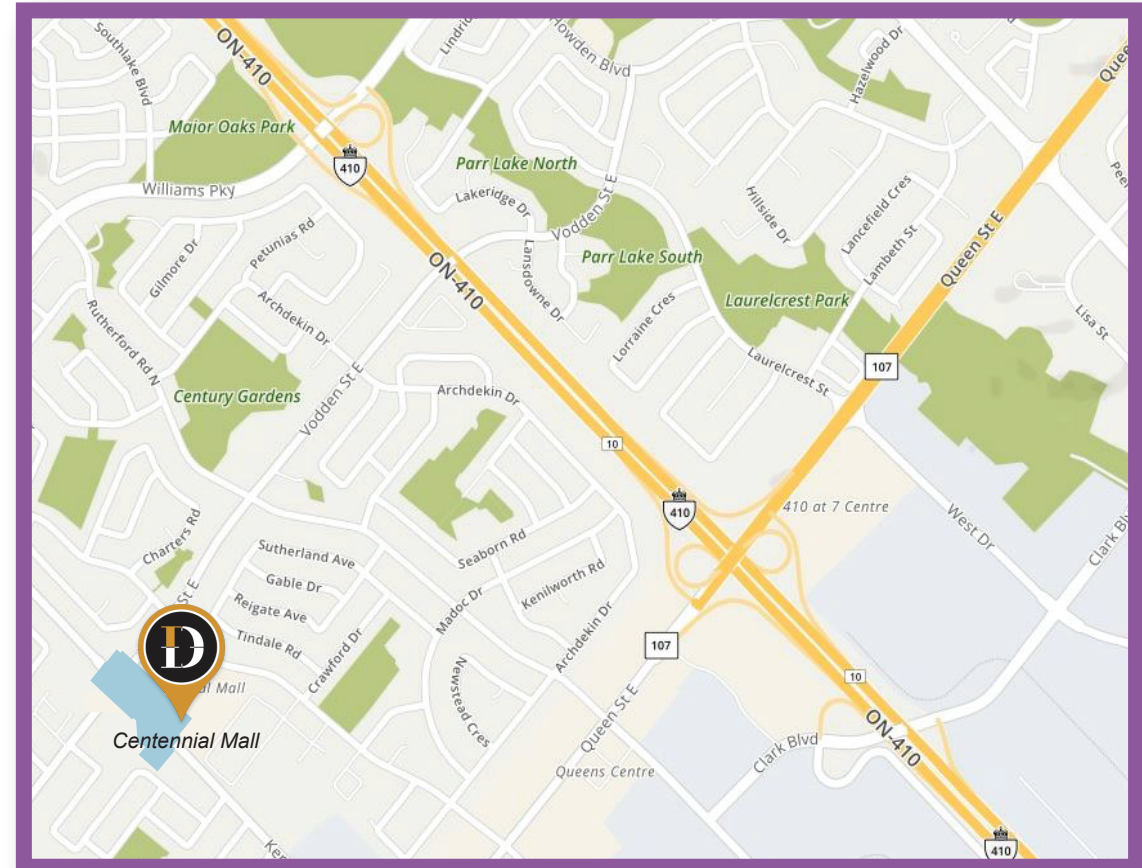 Southlake Blvd
ON-410
Howden Blvd
Hazelwood Dr
Major Oaks Park
410
Williams Pky
Parr Lake North
Lakeridge Dr
Vodden St E
Hillside Dr
Lancefield Cres
Lambeth St
Queen St E
Gilmore Dr
Petunias Rd
Lansdowne Dr
ON-410
Parr Lake South
Laurelcrest Park
Lisa St
Archdekin Dr
Lorraine Cres
Rutherford Rd N
Laurelcrest St
107
Century Gardens
Vodden St E
Archdekin Dr
10
410
410 at 7 Centre
West Dr
Charters Rd
Sutherland Ave
Seaborn Rd
Gable Dr
Kenilworth Rd
Reigate Ave
St E
Madoc Dr
Tindale Rd
Crawford Dr
Archdekin Dr
107
D
al Mall
Newstead Cres
10
Queen St E
ON-410
Centennial Mall
Clark Blvd
Queens Centre
410